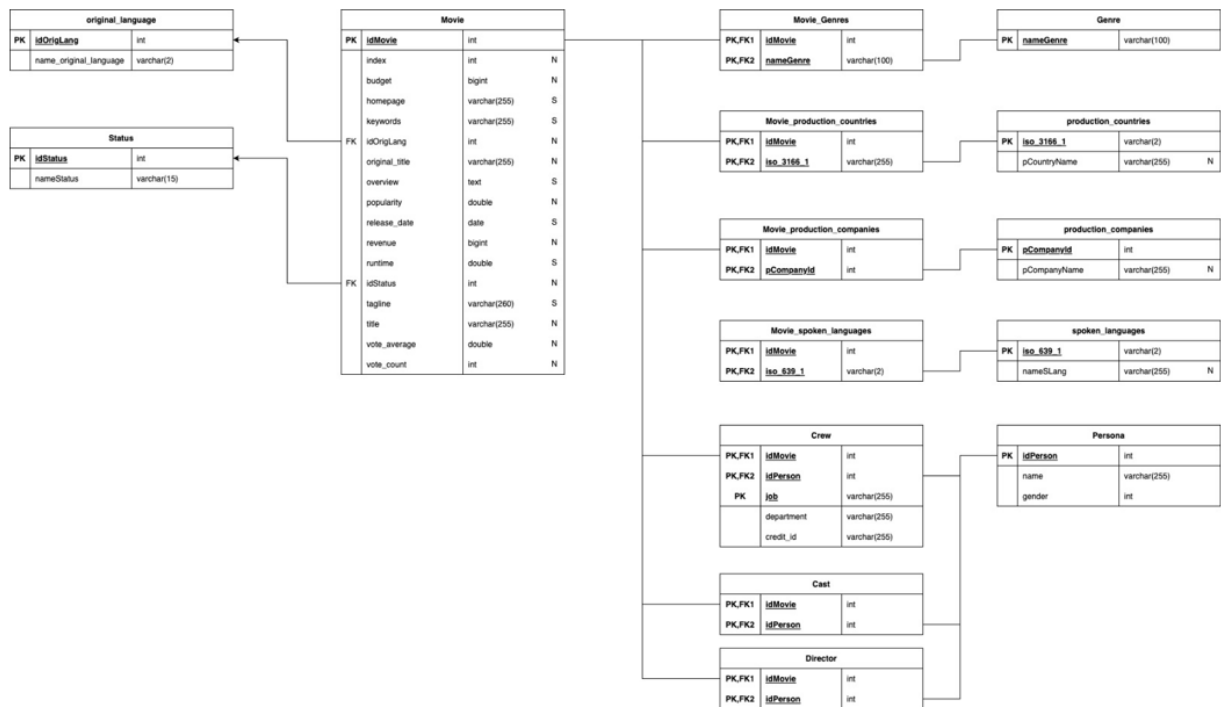 original_language
PK idOrigLang int
name_original_language varchar(2)
Status
PK idStatus int
nameStatus varchar(15)
Movie
PK idMovie int
index int N
budget bigint N
homepage varchar(255) S
keywords varchar(255) S
FK idOrigLang int N
original_title varchar(255) N
overview text S
popularity double N
release_date date S
revenue bigint N
runtime double S
FK idStatus int N
tagline varchar(260) S
title varchar(255) N
vote_average double N
vote_count int N
Movie_Genres
PK,FK1 idMovie int
PK,FK2 nameGenre varchar(100)
Genre
PK nameGenre varchar(100)
Movie_production_countries
PK,FK1 idMovie int
PK,FK2 iso_3166_1 varchar(255)
production_countries
PK iso_3166_1 varchar(2)
pCountryName varchar(255) N
Movie_production_companies
PK,FK1 idMovie int
PK,FK2 pCompanyId int
production_companies
PK pCompanyId int
pCompanyName varchar(255) N
Movie_spoken_languages
PK,FK1 idMovie int
PK,FK2 iso_639_1 varchar(2)
spoken_languages
PK iso_639_1 varchar(2)
nameSLang varchar(255) N
Crew
PK,FK1 idMovie int
PK,FK2 idPerson int
PK job varchar(255)
department varchar(255)
credit_id varchar(255)
Persona
PK idPerson int
name varchar(255)
gender int
Cast
PK,FK1 idMovie int
PK,FK2 idPerson int
Director
PK,FK1 idMovie int
PK,FK2 idPerson int